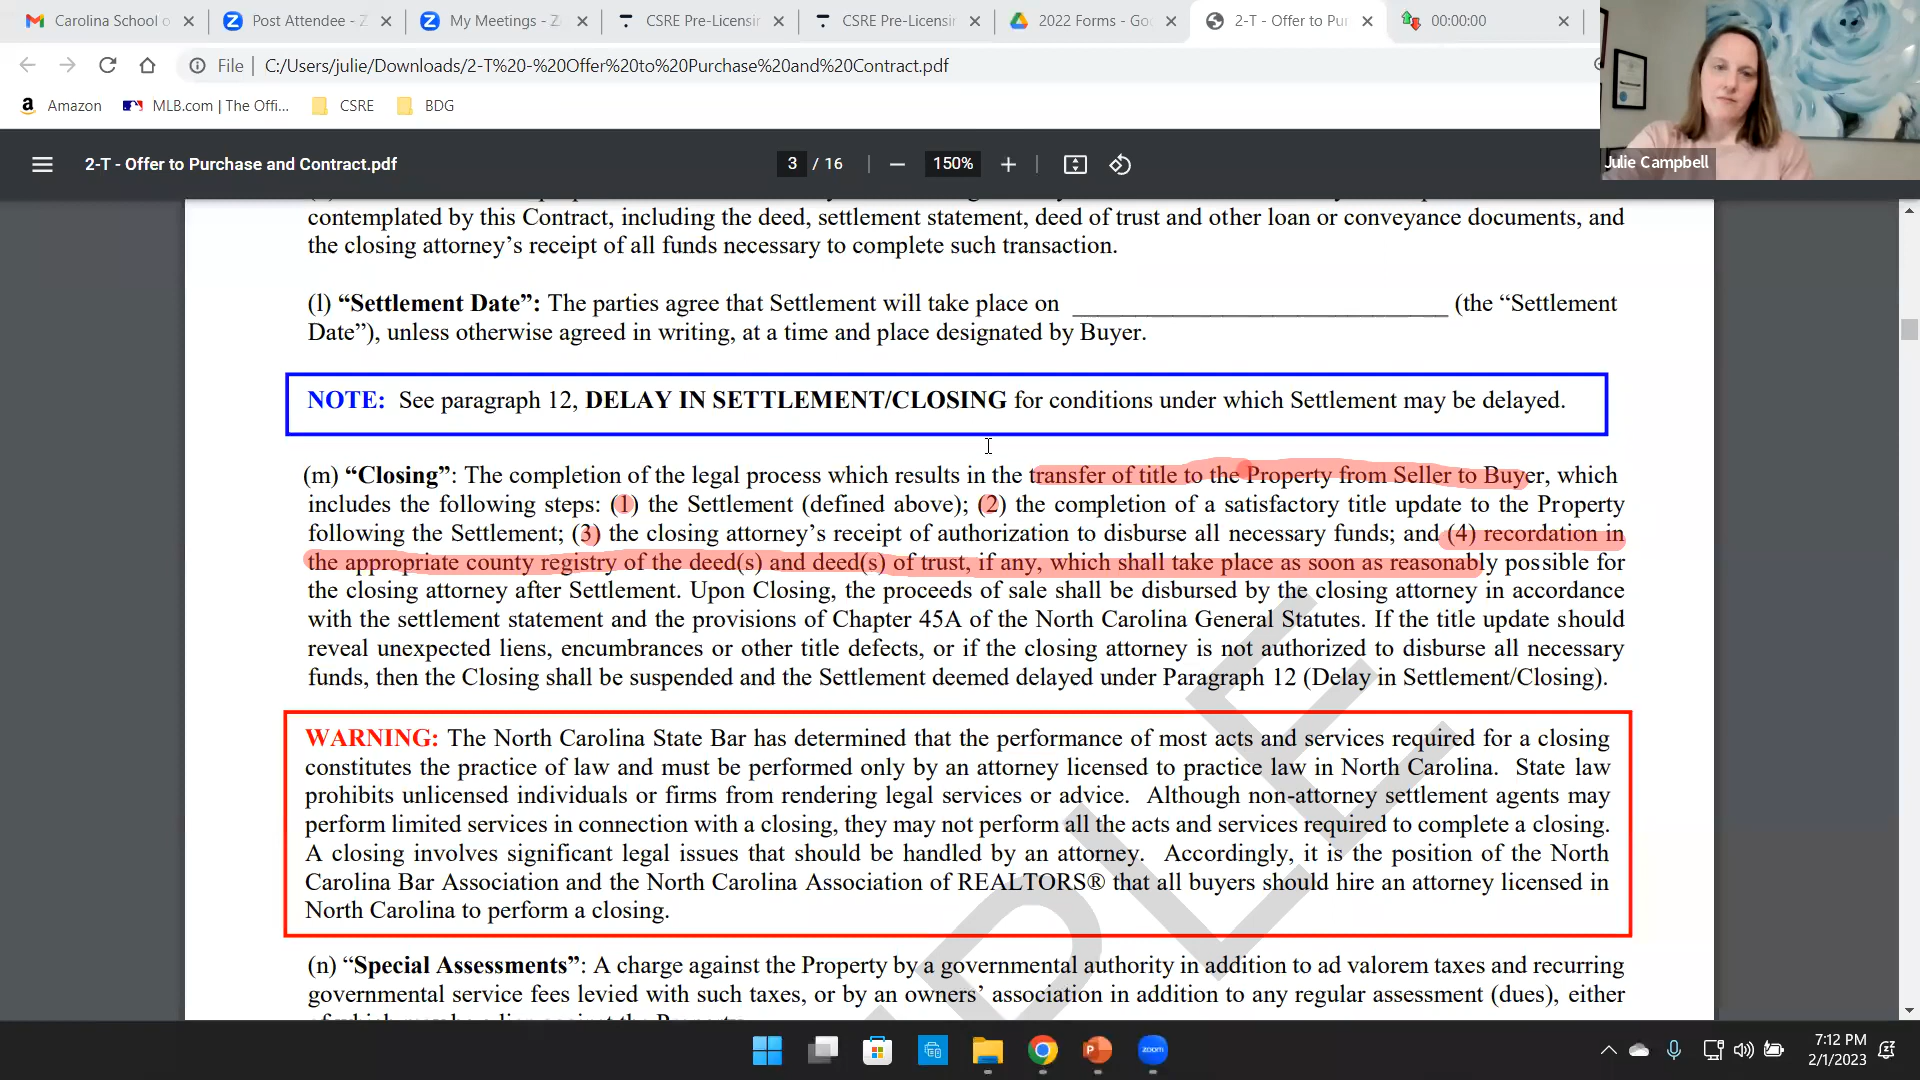 Carolina School o
Post Attendee - Z
My Meetings - Zo
CSRE Pre-Licensin
CSRE Pre-Licensin
2022 Forms - Goo
2-T - Offer to Pur
00:00:00
File
C:/Users/julie/Downloads/2-T%20-%20Offer%20to%20Purchase%20and%20Contract.pdf
Amazon
MLB.com | The Offi...
CSRE
BDG
Julie Campbell
2-T - Offer to Purchase and Contract.pdf
3 / 16
150%
contemplated by this Contract, including the deed, settlement statement, deed of trust and other loan or conveyance documents, and
the closing attorney’s receipt of all funds necessary to complete such transaction.
(l) “Settlement Date”: The parties agree that Settlement will take place on ______________________________ (the “Settlement
Date”), unless otherwise agreed in writing, at a time and place designated by Buyer.
NOTE: See paragraph 12, DELAY IN SETTLEMENT/CLOSING for conditions under which Settlement may be delayed.
(m) “Closing”: The completion of the legal process which results in the transfer of title to the Property from Seller to Buyer, which
includes the following steps: (1) the Settlement (defined above); (2) the completion of a satisfactory title update to the Property
following the Settlement; (3) the closing attorney’s receipt of authorization to disburse all necessary funds; and (4) recordation in
the appropriate county registry of the deed(s) and deed(s) of trust, if any, which shall take place as soon as reasonably possible for
the closing attorney after Settlement. Upon Closing, the proceeds of sale shall be disbursed by the closing attorney in accordance
with the settlement statement and the provisions of Chapter 45A of the North Carolina General Statutes. If the title update should
reveal unexpected liens, encumbrances or other title defects, or if the closing attorney is not authorized to disburse all necessary
funds, then the Closing shall be suspended and the Settlement deemed delayed under Paragraph 12 (Delay in Settlement/Closing).
WARNING: The North Carolina State Bar has determined that the performance of most acts and services required for a closing
constitutes the practice of law and must be performed only by an attorney licensed to practice law in North Carolina. State law
prohibits unlicensed individuals or firms from rendering legal services or advice. Although non-attorney settlement agents may
perform limited services in connection with a closing, they may not perform all the acts and services required to complete a closing.
A closing involves significant legal issues that should be handled by an attorney. Accordingly, it is the position of the North
Carolina Bar Association and the North Carolina Association of REALTORS® that all buyers should hire an attorney licensed in
North Carolina to perform a closing.
(n) “Special Assessments”: A charge against the Property by a governmental authority in addition to ad valorem taxes and recurring
governmental service fees levied with such taxes, or by an owners’ association in addition to any regular assessment (dues), either
PLE
zoom
7:12 PM
2/1/2023